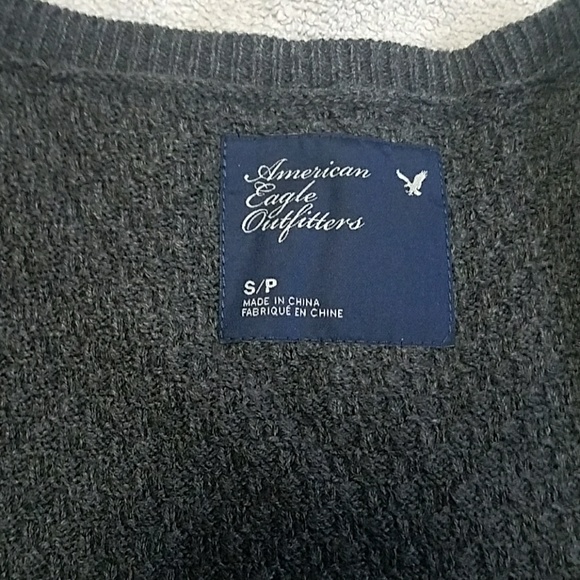 American
Eagle
Outfitters
S/P
MADE IN CHINA
FABRIQUÉ EN CHINE